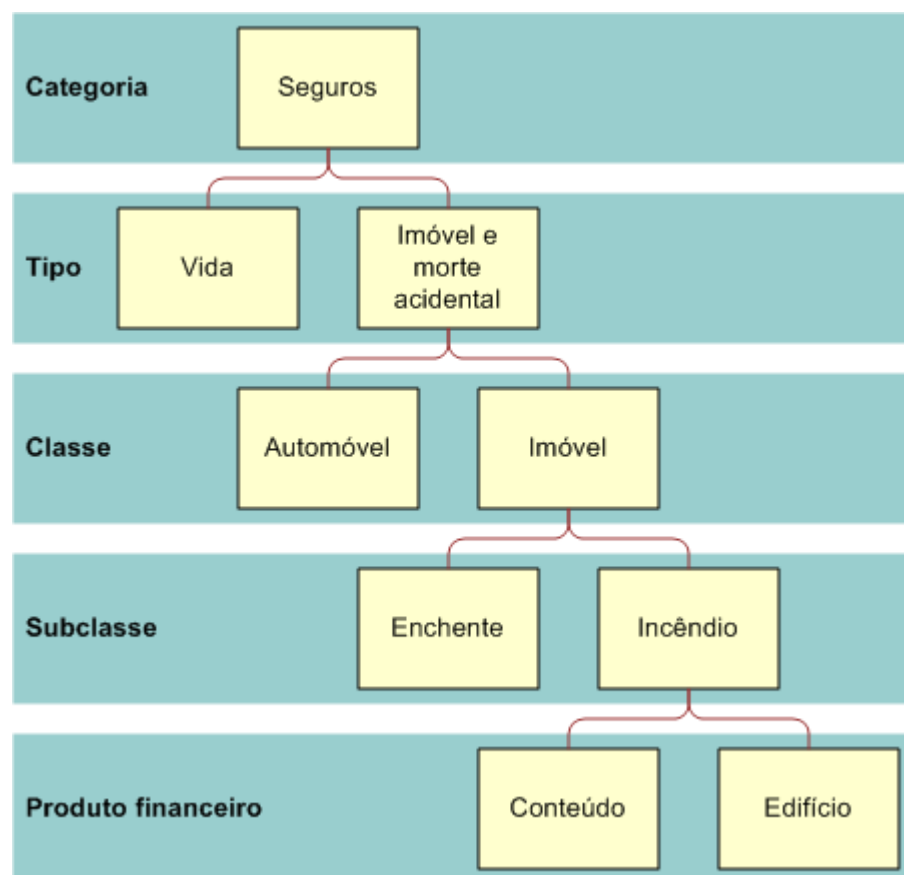 Categoria
Seguros
Tipo
Vida
Imóvel e
morte
acidental
Classe
Automóvel
Imóvel
Subclasse
Enchente
Incêndio
Produto financeiro
Conteúdo
Edifício